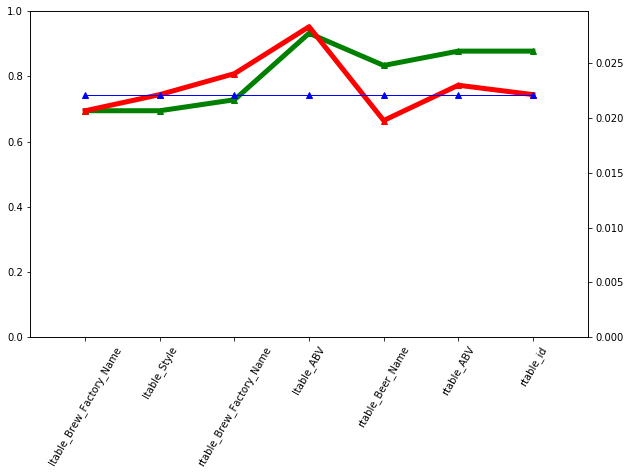 1.0
0.8
0.6
0.4
0.2
0.0
0.025
0.020
0.015
0.010
0.005
0.000
ltable_Brew_Factory_Name
ltable_Style
rtable_Brew_Factory_Name
ltable_ABV
rtable_Beer_Name
rtable_ABV
rtable_id